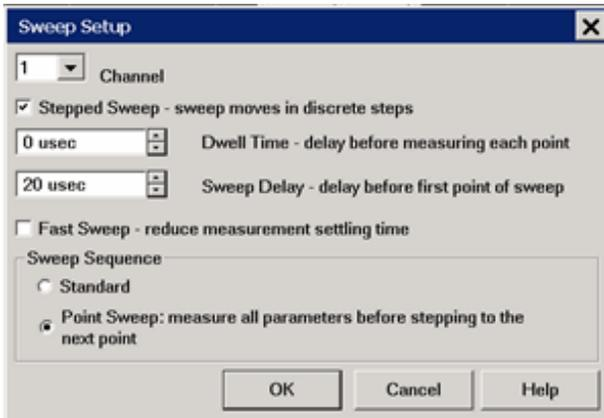 Sweep Setup
1 Channel
Stepped Sweep - sweep moves in discrete steps
0 usec Dwell Time - delay before measuring each point
20 usec Sweep Delay - delay before first point of sweep
Fast Sweep - reduce measurement settling time
Sweep Sequence
Standard
Point Sweep: measure all parameters before stepping to the
next point
OK Cancel Help